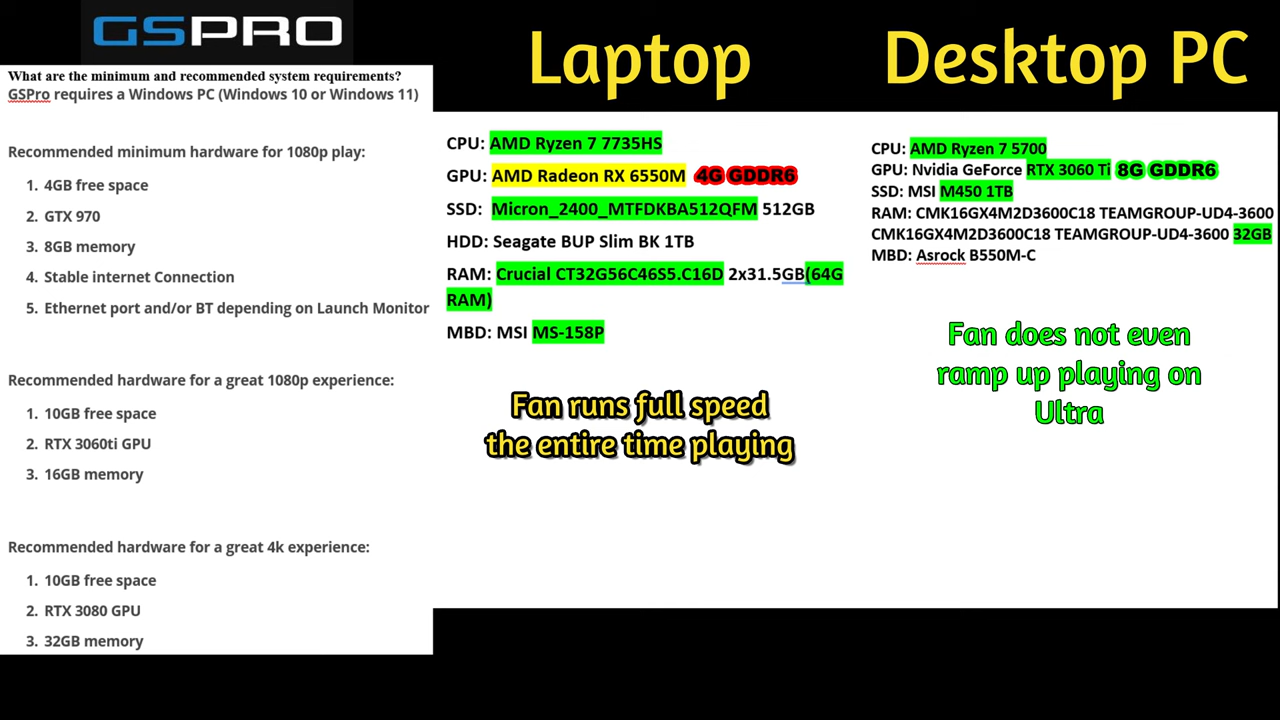 GSPRO
What are the minimum and recommended system requirements?
GSPro requires a Windows PC (Windows 10 or Windows 11)
Recommended minimum hardware for 1080p play:
1. 4GB free space
2. GTX 970
3. 8GB memory
4. Stable internet Connection
5. Ethernet port and/or BT depending on Launch Monitor
Recommended hardware for a great 1080p experience:
1. 10GB free space
2. RTX 3060ti GPU
3. 16GB memory
Recommended hardware for a great 4k experience:
1. 10GB free space
2. RTX 3080 GPU
3. 32GB memory
Laptop
CPU: AMD Ryzen 7 7735HS
GPU: AMD Radeon RX 6550M 4G GDDR6
SSD: Micron_2400_MTFDKBA512QFM 512GB
HDD: Seagate BUP Slim BK 1TB
RAM: Crucial CT32G56C46S5.C16D 2x31.5GB(64G
RAM)
MBD: MSI MS-158P
Fan runs full speed
the entire time playing
Desktop PC
CPU: AMD Ryzen 7 5700
GPU: Nvidia GeForce RTX 3060 Ti 8G GDDR6
SSD: MSI M450 1TB
RAM: CMK16GX4M2D3600C18 TEAMGROUP-UD4-3600
CMK16GX4M2D3600C18 TEAMGROUP-UD4-3600 32GB
MBD: Asrock B550M-C
Fan does not even
ramp up playing on
Ultra